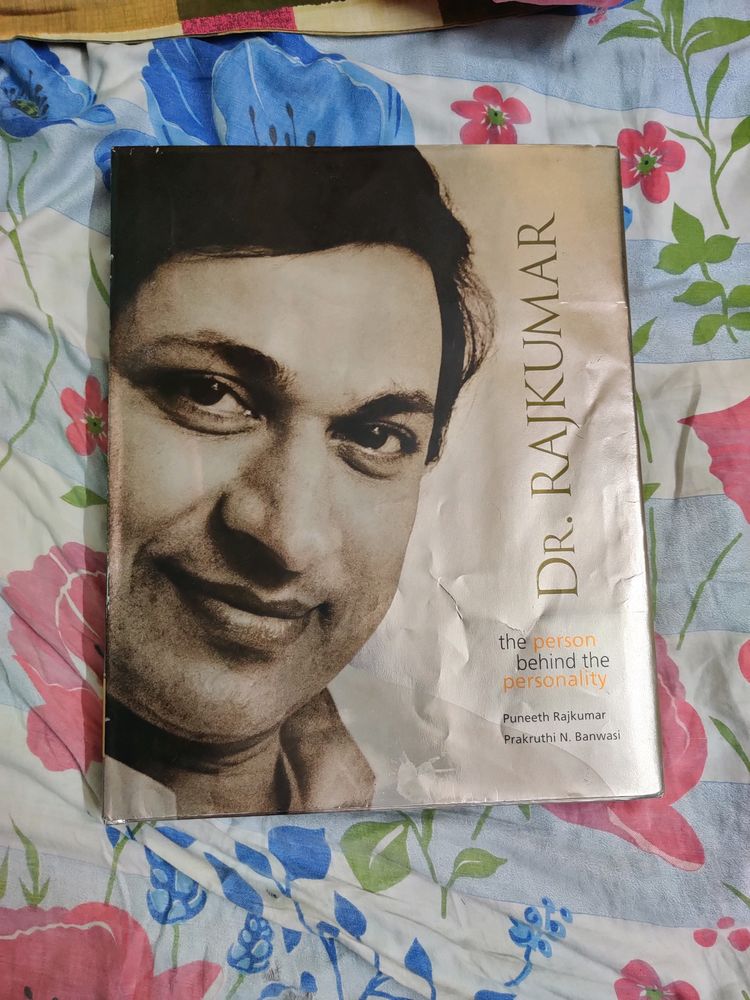 DR. RAJKUMAR
the person
behind the
personality
Puneeth Rajkumar
Prakruthi N. Banwasi